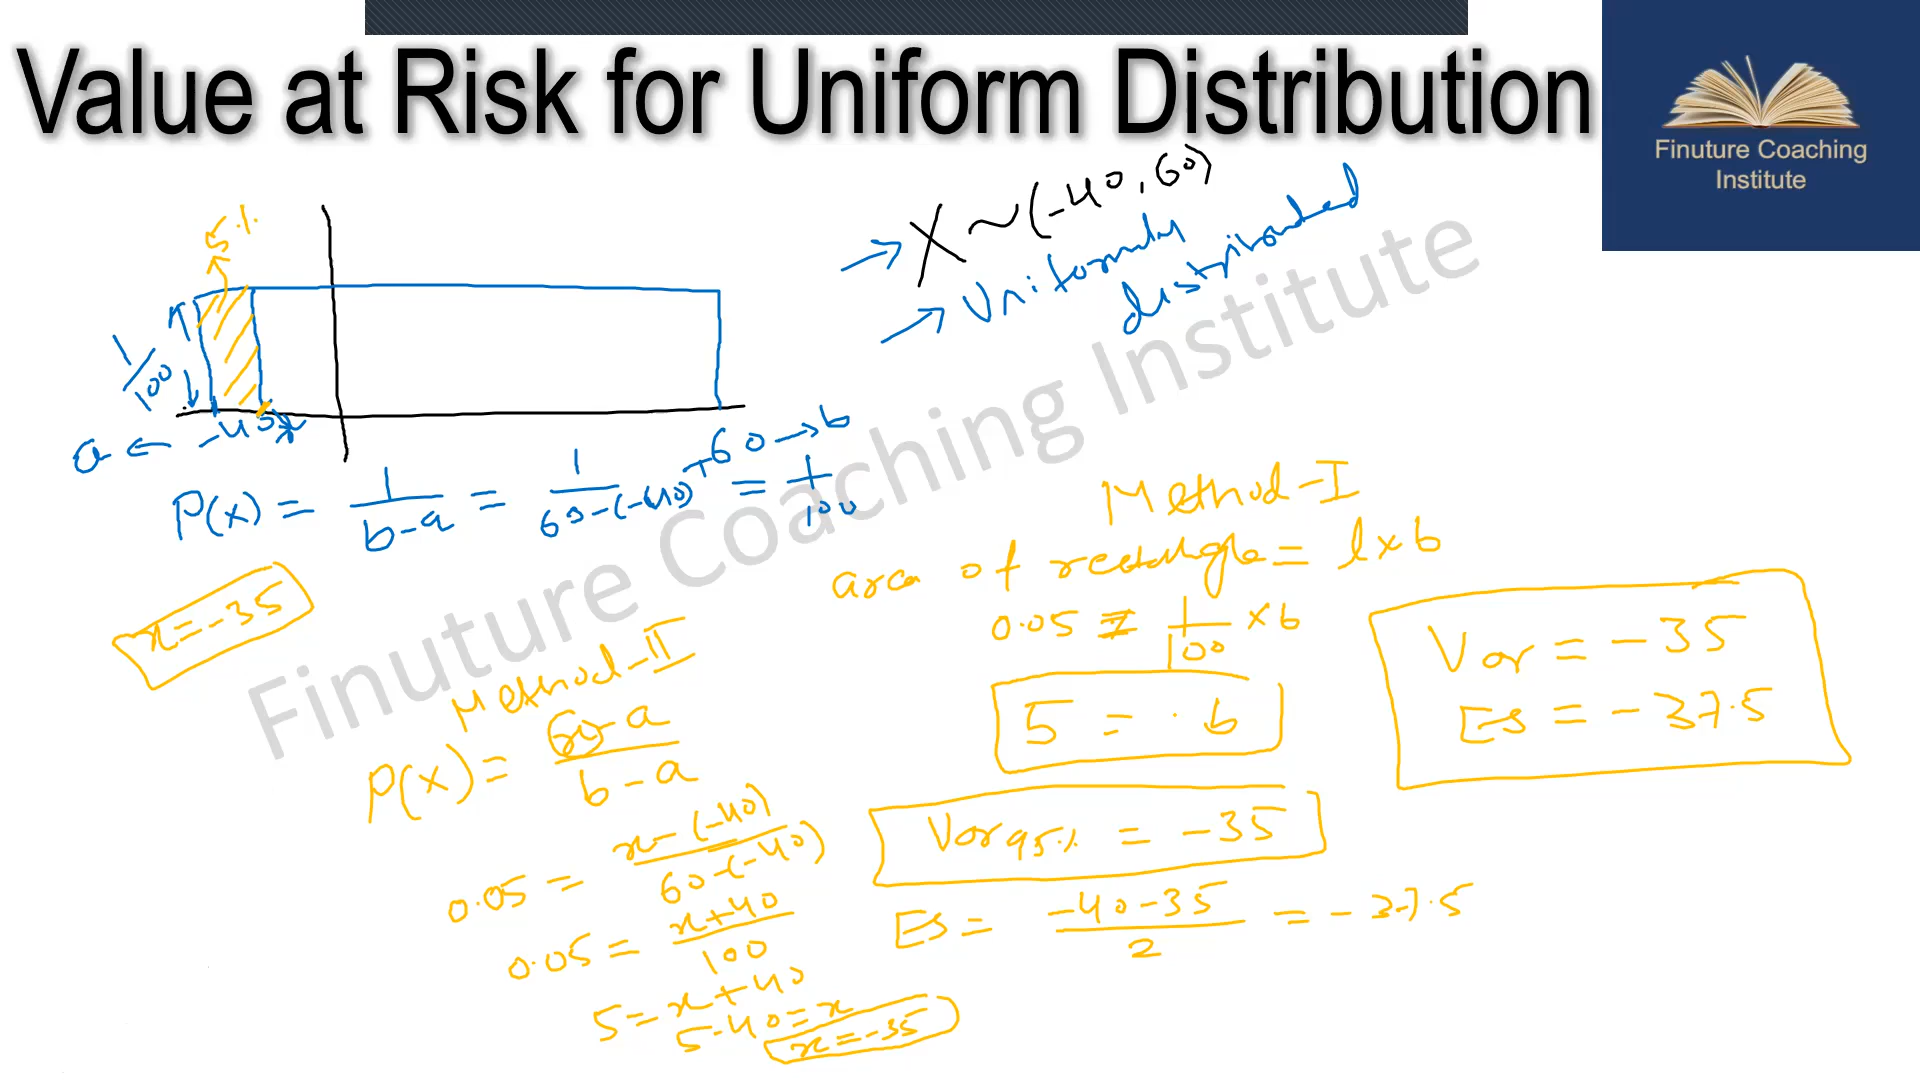 Value at Risk for Uniform Distribution
Finuture Coaching
Institute
X ~ (-40, 60)
→ Uniformly
distributed
5%
1/100
a ← -40
x
60 → b
P(x) = 1/(b-a) = 1/(60-(-40)) = 1/100
x = -35
Method-I
area of rectangle = l×b
0.05 = 1/100 × b
5 = b
Var = -35
ES = -37.5
Method-II
P(x) = -a/(b-a)
0.05 = (x-(-40))/(60-(-40))
0.05 = (x+40)/100
5 = x+40
5-40 = x
x = -35
Var 95% = -35
ES = (-40-35)/2 = -37.5
Finuture Coaching Institute